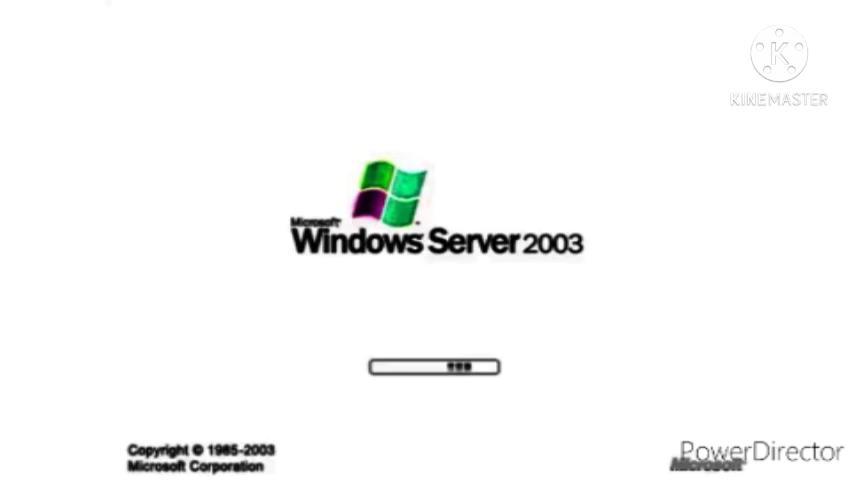 KINEMASTER
Microsoft
Windows Server 2003
Copyright © 1985-2003
Microsoft Corporation
PowerDirector
Microsoft